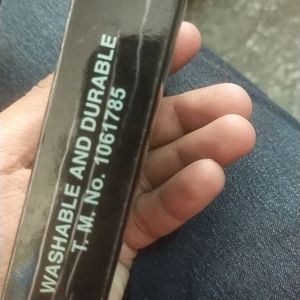 WASHABLE AND DURABLE
T. M. No. 1061785